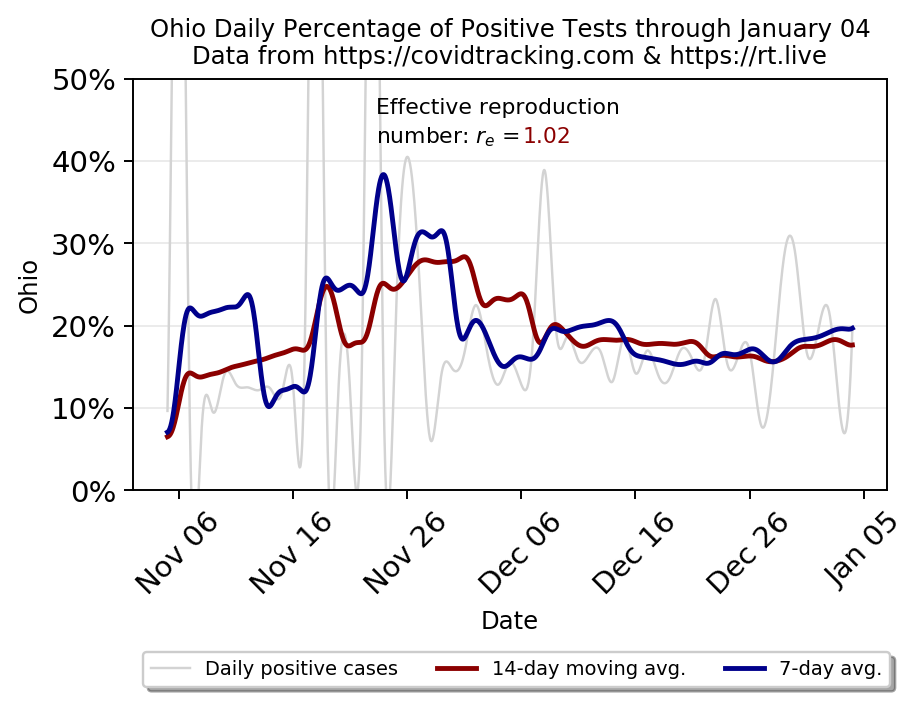 Ohio Daily Percentage of Positive Tests through January 04
Data from https://covidtracking.com & https://rt.live
50%
40%
30%
20%
10%
0%
Ohio
Effective reproduction
number: rₑ =1.02
Nov 06
Nov 16
Nov 26
Dec 06
Dec 16
Dec 26
Jan 05
Date
Daily positive cases
14-day moving avg.
7-day avg.